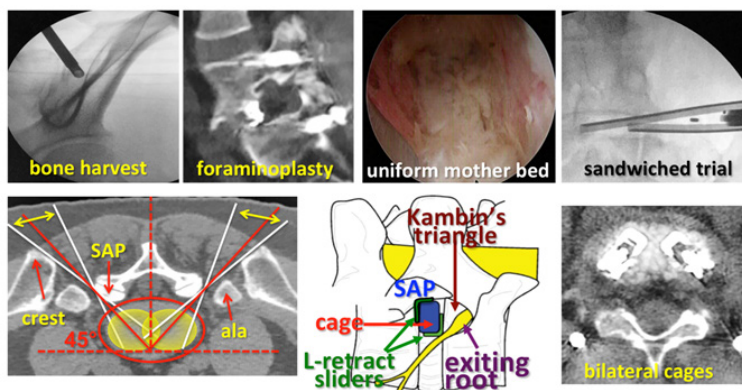 bone harvest
foraminoplasty
uniform mother bed
sandwiched trial
SAP
crest
45°
ala
Kambin's
triangle
SAP
cage
L-retract
sliders
exiting
root
bilateral cages